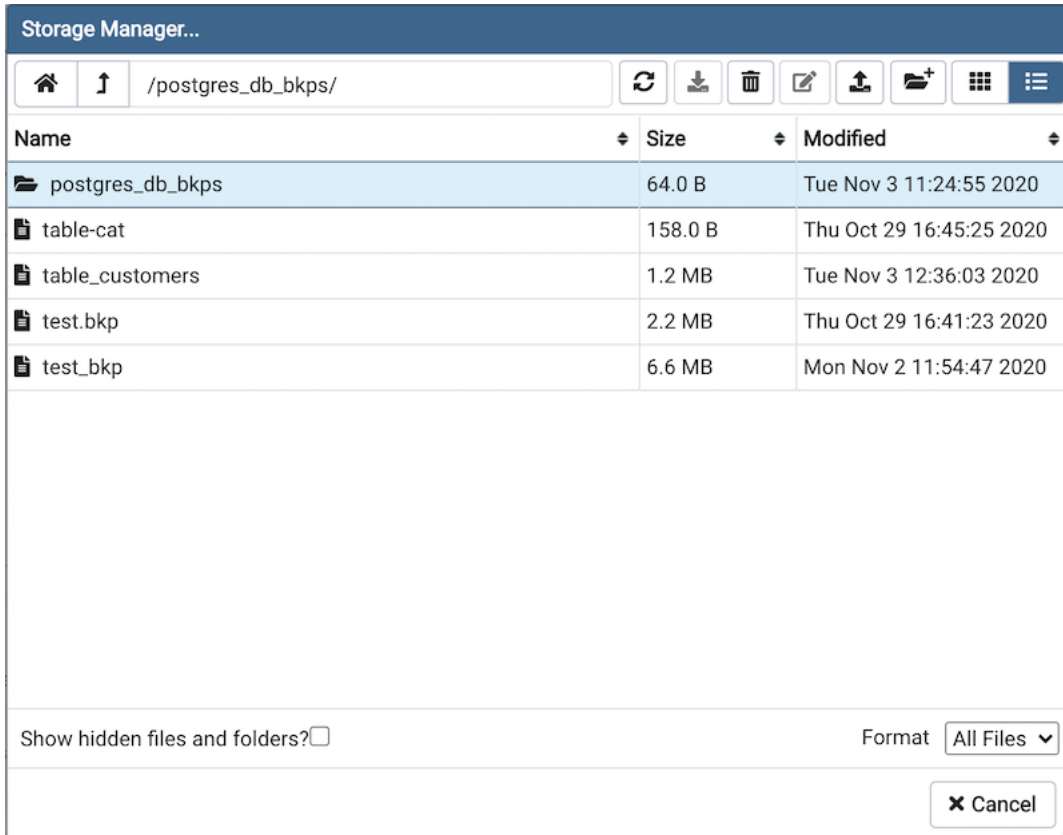 Storage Manager...
/postgres_db_bkps/
Name Size Modified
postgres_db_bkps 64.0 B Tue Nov 3 11:24:55 2020
table-cat 158.0 B Thu Oct 29 16:45:25 2020
table_customers 1.2 MB Tue Nov 3 12:36:03 2020
test.bkp 2.2 MB Thu Oct 29 16:41:23 2020
test_bkp 6.6 MB Mon Nov 2 11:54:47 2020
Show hidden files and folders? Format All Files
Cancel